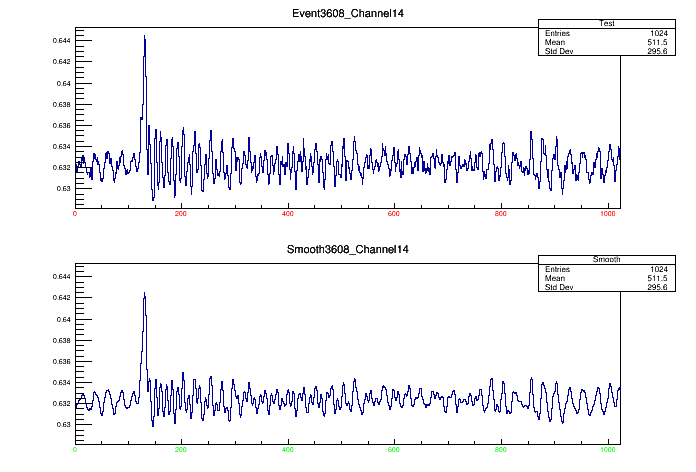 Event3608_Channel14
Test
Entries 1024
Mean 511.5
Std Dev 295.6
0.644
0.642
0.64
0.638
0.636
0.634
0.632
0.63
0 200 400 600 800 1000
Smooth3608_Channel14
Smooth
Entries 1024
Mean 511.5
Std Dev 295.6
0.644
0.642
0.64
0.638
0.636
0.634
0.632
0.63
0 200 400 600 800 1000